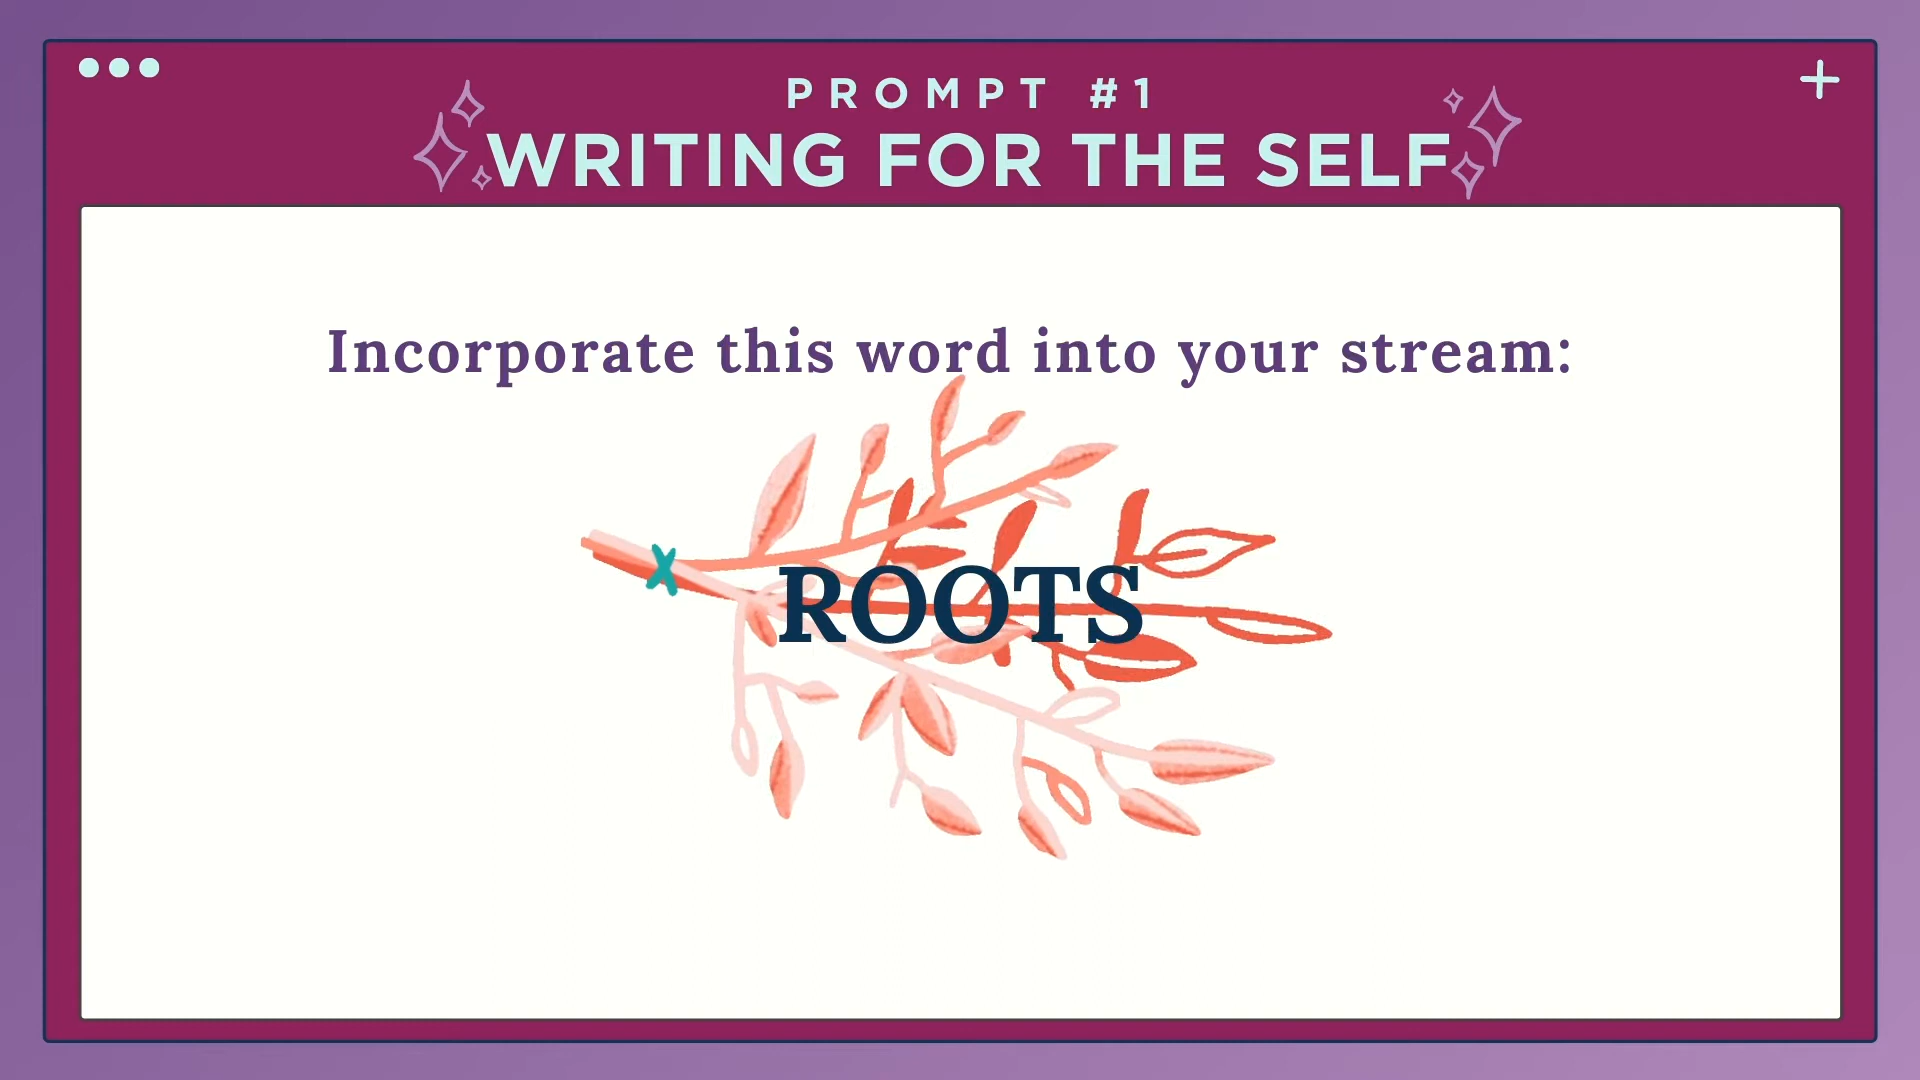 PROMPT #1
WRITING FOR THE SELF
Incorporate this word into your stream:
ROOTS